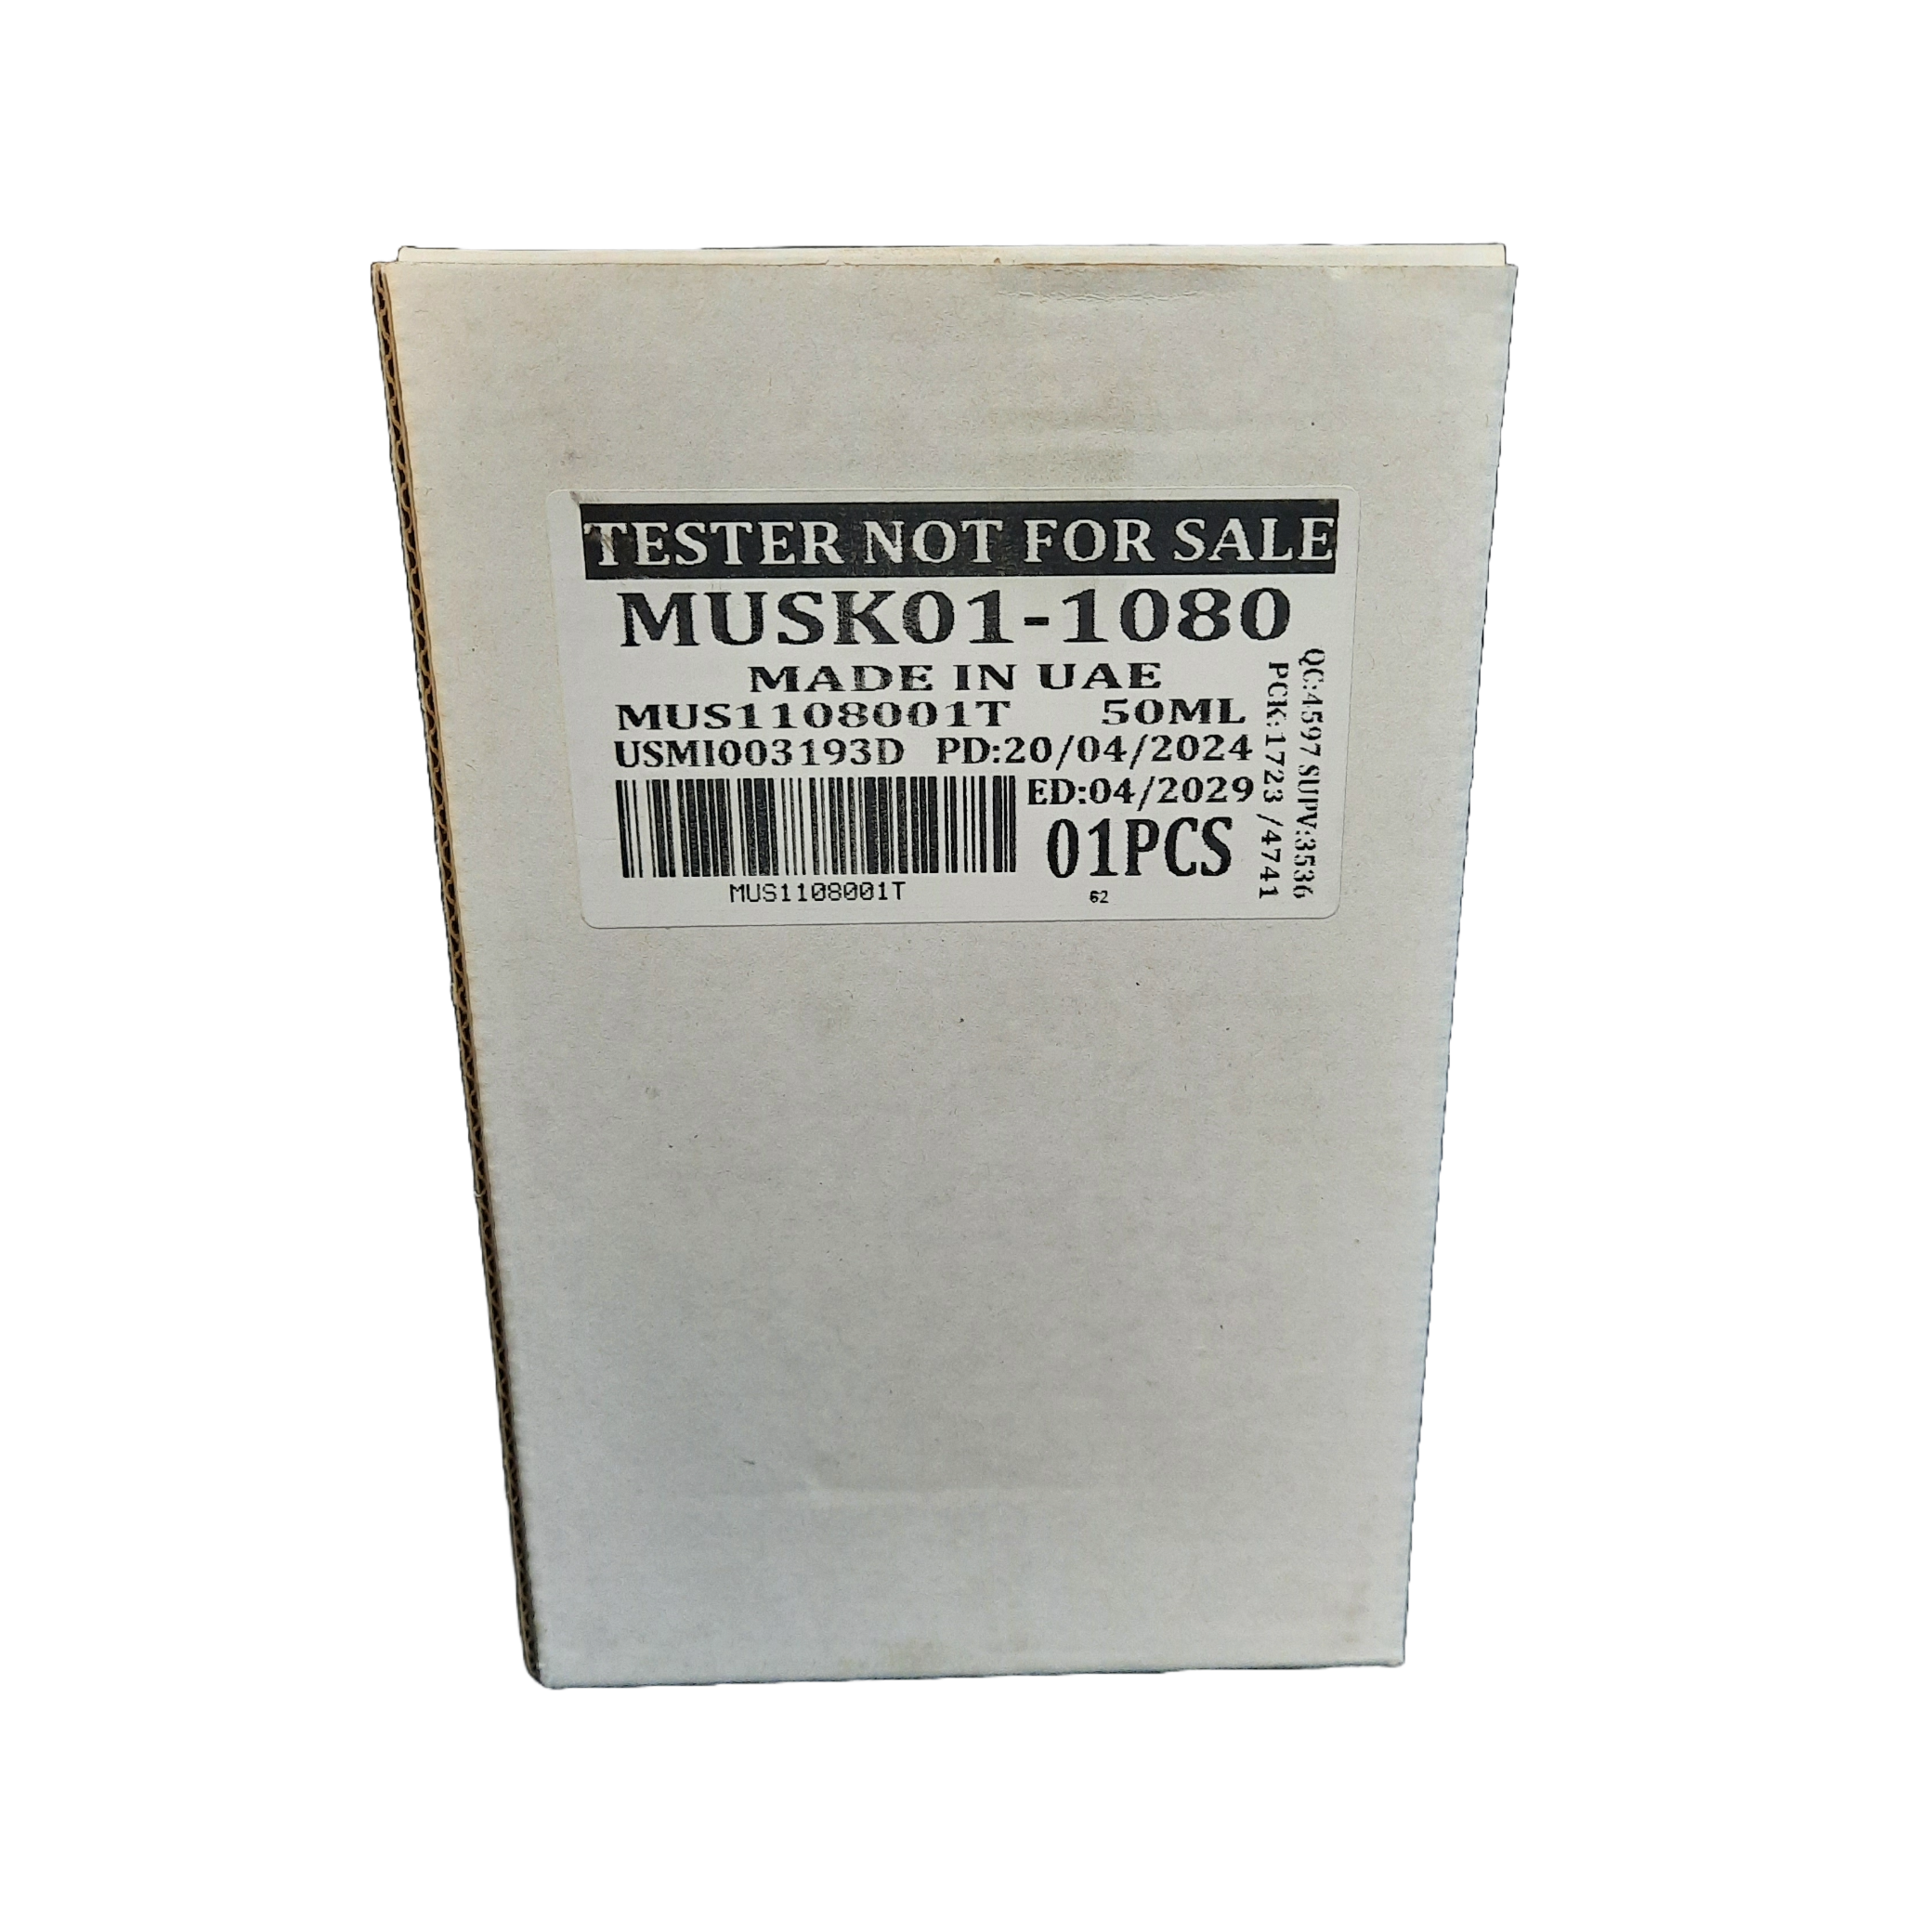 TESTER NOT FOR SALE
MUSK01-1080
MADE IN UAE
MUS1108001T 50ML
USMI003193D PD:20/04/2024
ED:04/2029
01PCS
MUS1108001T
62
QC:4597 SUPV:3536
PCK:1723 /4741